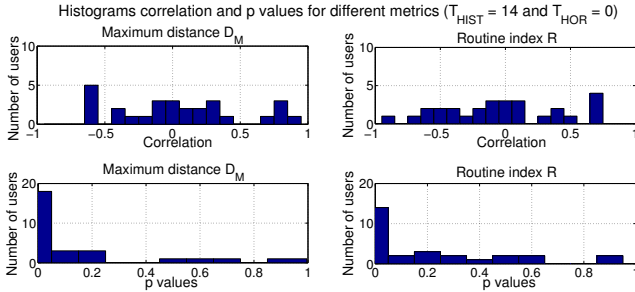 Histograms correlation and p values for different metrics (T_HIST = 14 and T_HOR = 0)
Maximum distance D_M
Number of users
10
5
0
−1
−0.5
0
0.5
1
Correlation
Routine index R
Number of users
10
5
0
−1
−0.5
0
0.5
1
Correlation
Maximum distance D_M
Number of users
20
10
0
0
0.2
0.4
0.6
0.8
1
p values
Routine index R
Number of users
20
10
0
0
0.2
0.4
0.6
0.8
1
p values